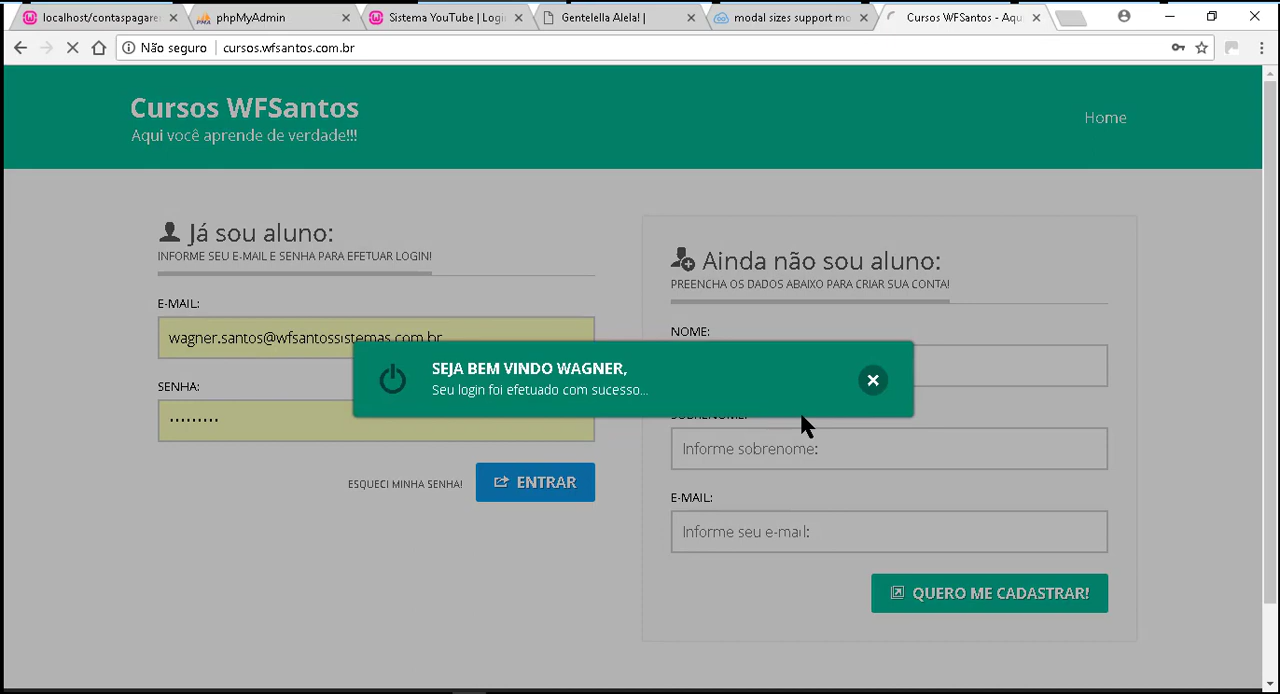 localhost/contaspagare
phpMyAdmin
Sistema YouTube | Logi
Gentelella Alela! |
modal sizes support mo
Cursos WFSantos - Aqu
Não seguro
cursos.wfsantos.com.br
Cursos WFSantos
Aqui você aprende de verdade!!!
Home
Já sou aluno:
INFORME SEU E-MAIL E SENHA PARA EFETUAR LOGIN!
E-MAIL:
wagner.santos@wfsantossistemas.com.br
SENHA:
•••••••••
ESQUECI MINHA SENHA!
ENTRAR
SEJA BEM VINDO WAGNER,
Seu login foi efetuado com sucesso...
Ainda não sou aluno:
PREENCHA OS DADOS ABAIXO PARA CRIAR SUA CONTA!
NOME:
SOBRENOME:
Informe sobrenome:
E-MAIL:
Informe seu e-mail:
QUERO ME CADASTRAR!